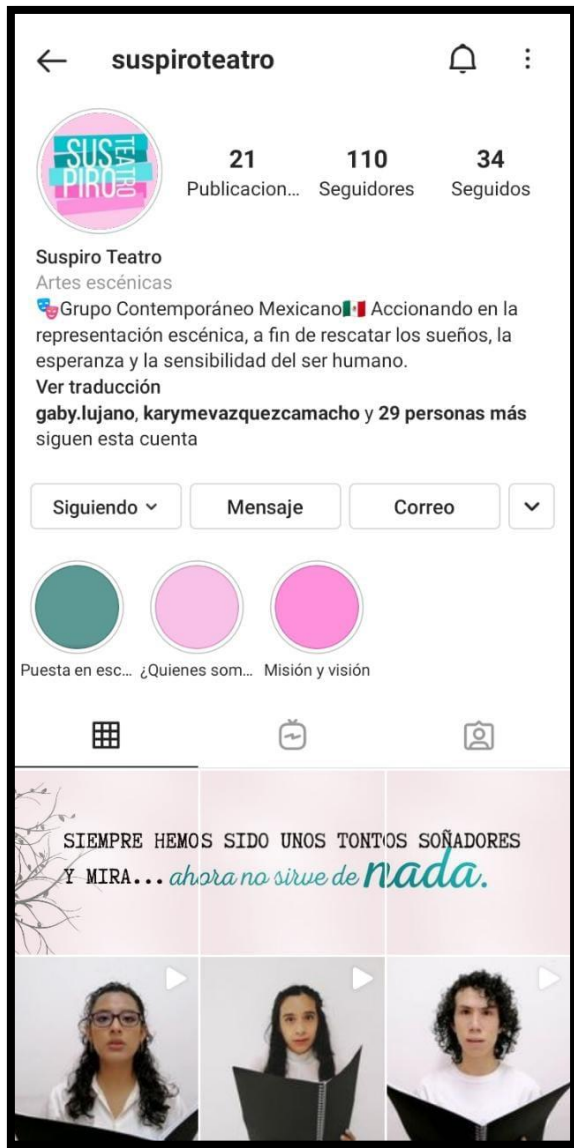 suspiroteatro
SUS
PIRO
TEATRO
21
110
34
Publicacion...
Seguidores
Seguidos
Suspiro Teatro
Artes escénicas
🎭Grupo Contemporáneo Mexicano🇲🇽 Accionando en la
representación escénica, a fin de rescatar los sueños, la
esperanza y la sensibilidad del ser humano.
Ver traducción
gaby.lujano, karymevazquezcamacho y 29 personas más
siguen esta cuenta
Siguiendo
Mensaje
Correo
Puesta en esc...
¿Quienes som...
Misión y visión
SIEMPRE HEMOS SIDO UNOS TONTOS SOÑADORES
Y MIRA... ahora no sirve de nada.